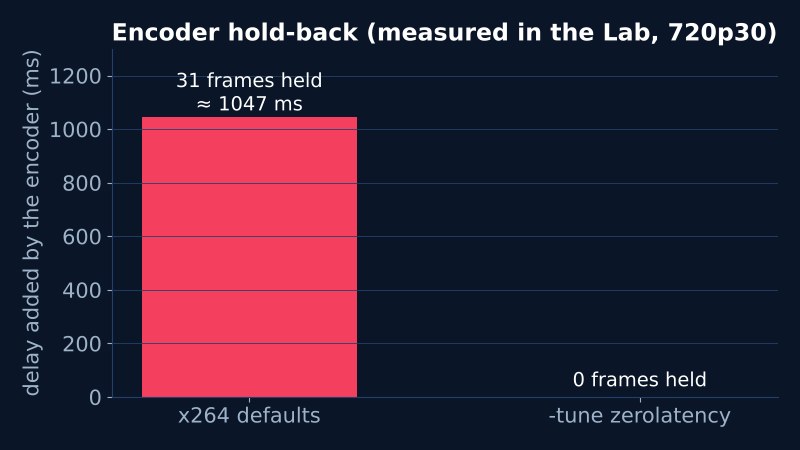 Encoder hold-back (measured in the Lab, 720p30)
delay added by the encoder (ms)
1200
1000
800
600
400
200
0
31 frames held
≈ 1047 ms
0 frames held
x264 defaults
-tune zerolatency